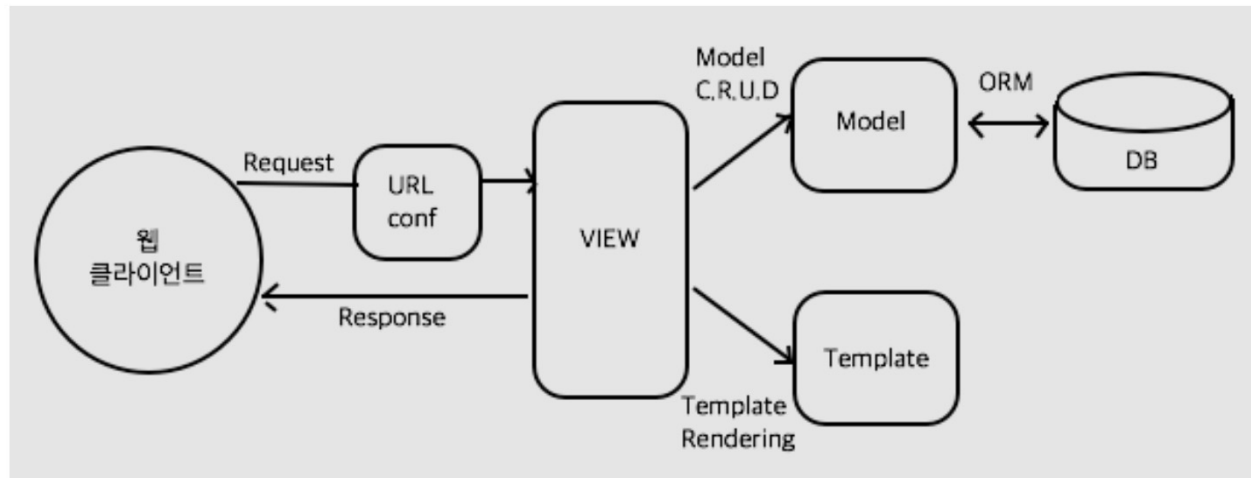 웹
클라이언트
Request
URL
conf
Response
VIEW
Model
C.R.U.D
Model
ORM
DB
Template
Template
Rendering